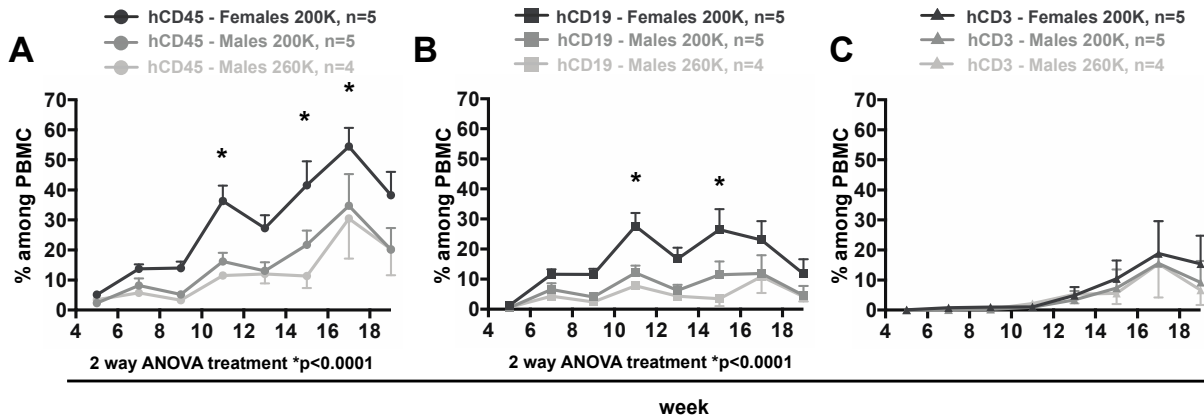 A
hCD45 - Females 200K, n=5
hCD45 - Males 200K, n=5
hCD45 - Males 260K, n=4
% among PBMC
70
60
50
40
30
20
10
0
* * *
4 6 8 10 12 14 16 18
2 way ANOVA treatment *p<0.0001
B
hCD19 - Females 200K, n=5
hCD19 - Males 200K, n=5
hCD19 - Males 260K, n=4
% among PBMC
70
60
50
40
30
20
10
0
* *
4 6 8 10 12 14 16 18
2 way ANOVA treatment *p<0.0001
C
hCD3 - Females 200K, n=5
hCD3 - Males 200K, n=5
hCD3 - Males 260K, n=4
% among PBMC
70
60
50
40
30
20
10
0
4 6 8 10 12 14 16 18
week